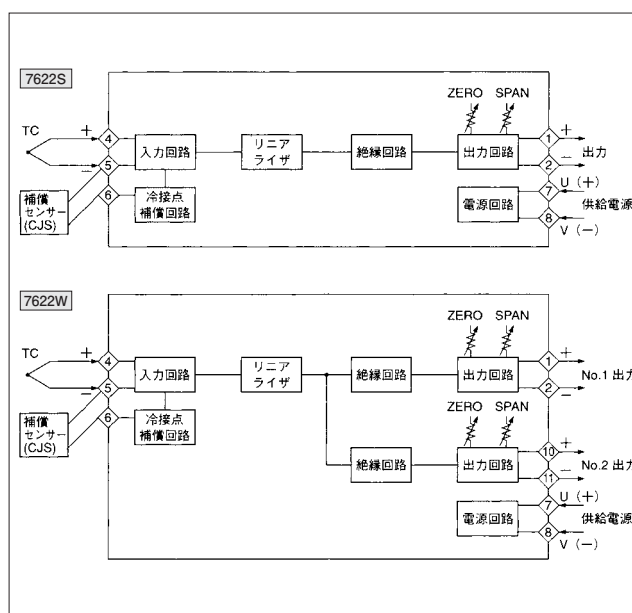 7622S
ZERO SPAN
TC
+ 4
入力回路
リニア
ライザ
絶縁回路
出力回路
1 +
出力
− 5
2 −
補償
センサー
(CJS)
6
冷接点
補償回路
電源回路
7 U (+)
供給電源
8
V (−)
7622W
ZERO SPAN
TC
+ 4
入力回路
リニア
ライザ
絶縁回路
出力回路
1 +
No.1 出力
− 5
2 −
補償
センサー
(CJS)
6
冷接点
補償回路
ZERO SPAN
絶縁回路
出力回路
10 +
No.2 出力
11 −
電源回路
7 U (+)
供給電源
8
V (−)